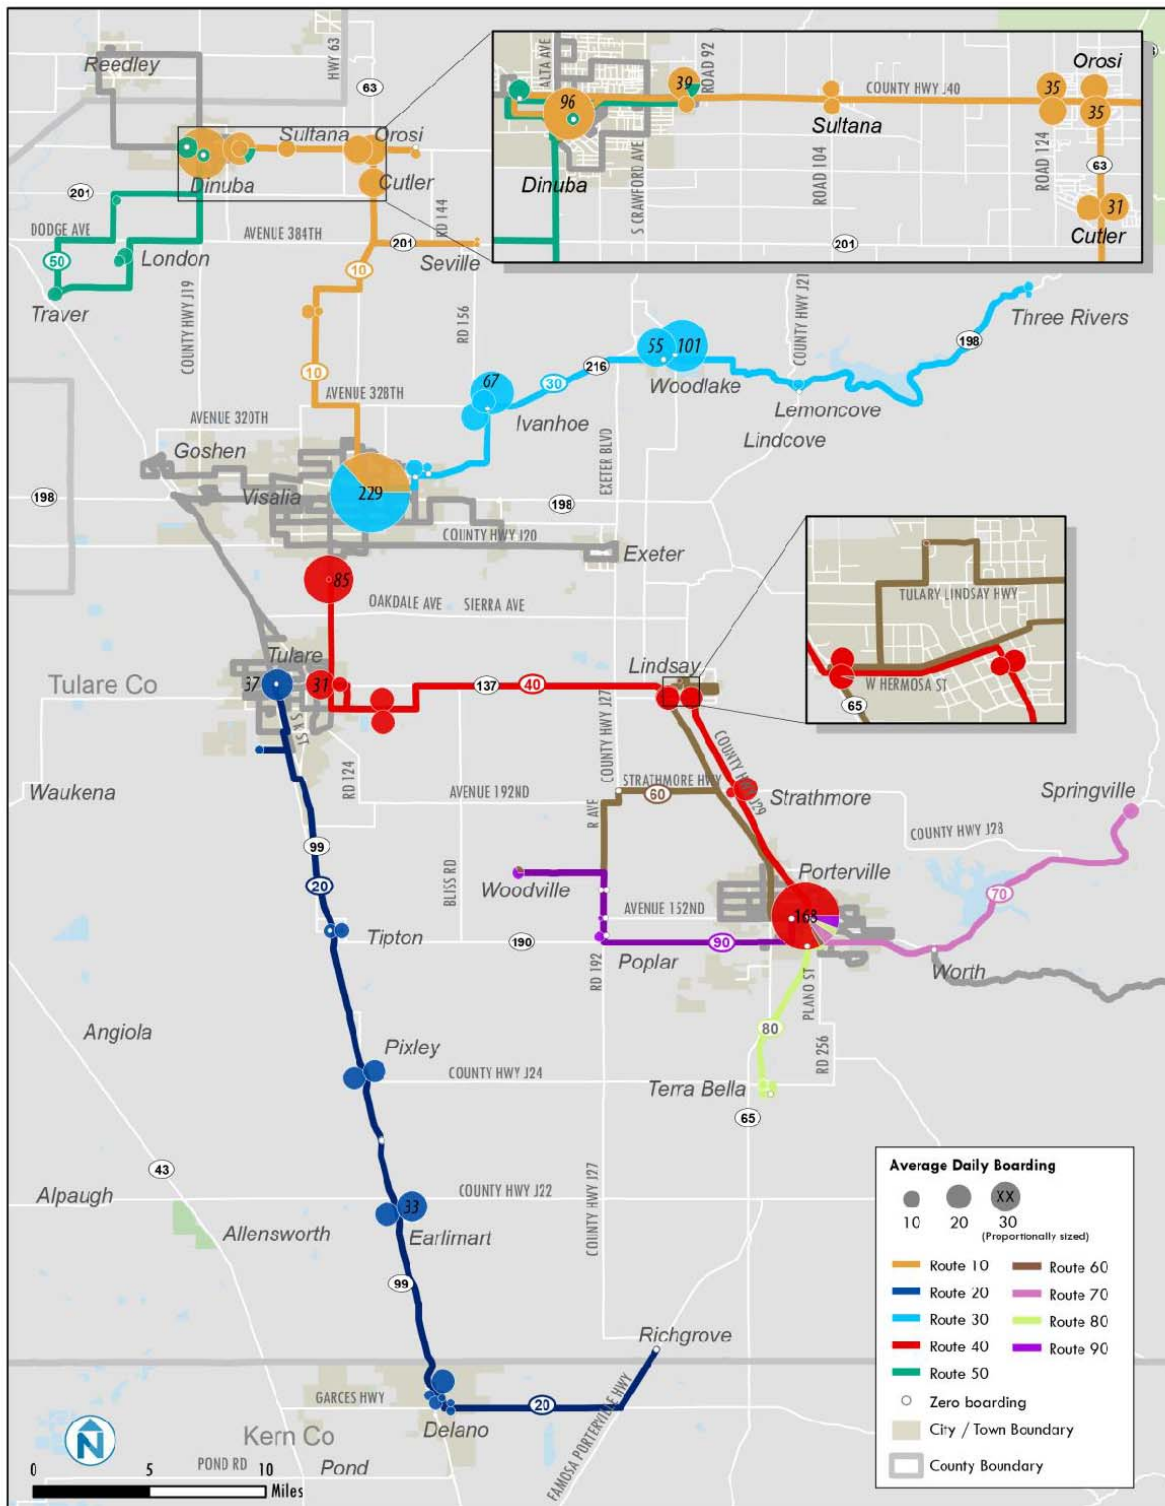 Reedley
HWY 63
63
Sultana
Orosi
Dinuba
Cutler
201
RD 144
DODGE AVE
AVENUE 384TH
201
Seville
50
London
10
Traver
COUNTY HWY J19
RD 156
ALTA AVE
ROAD 92
39
COUNTY HWY J40
35
Orosi
96
Sultana
35
Dinuba
S CRAWFORD AVE
ROAD 104
ROAD 124
63
31
Cutler
201
COUNTY HWY J21
Three Rivers
198
55
101
216
Woodlake
30
67
Lemoncove
10
AVENUE 328TH
Ivanhoe
AVENUE 320TH
Lindcove
Goshen
EXETER BLVD
198
Visalia
229
198
COUNTY HWY J20
Exeter
85
OAKDALE AVE
SIERRA AVE
TULARY LINDSAY HWY
W HERMOSA ST
65
Tulare
Lindsay
Tulare Co
37
31
137
40
S K ST
COUNTY HWY J27
COUNTY HWY J29
RD 124
STRATHMORE HWY
60
Waukena
AVENUE 192ND
R AVE
Strathmore
Springville
COUNTY HWY J28
99
BLISS RD
Woodville
Porterville
20
AVENUE 152ND
168
70
Tipton
190
90
Poplar
Worth
RD 192
PLANO ST
Angiola
80
RD 256
Pixley
COUNTY HWY J24
Terra Bella
65
43
Alpaugh
COUNTY HWY J22
33
Allensworth
Earlimart
COUNTY HWY J27
99
Richgrove
GARCES HWY
20
Delano
FAMOSA PORTERVILLE HWY
Kern Co
POND RD
Pond
N
0
5
10
Miles
Average Daily Boarding
XX
10
20
30
(Proportionally sized)
Route 10
Route 60
Route 20
Route 70
Route 30
Route 80
Route 40
Route 90
Route 50
Zero boarding
City / Town Boundary
County Boundary